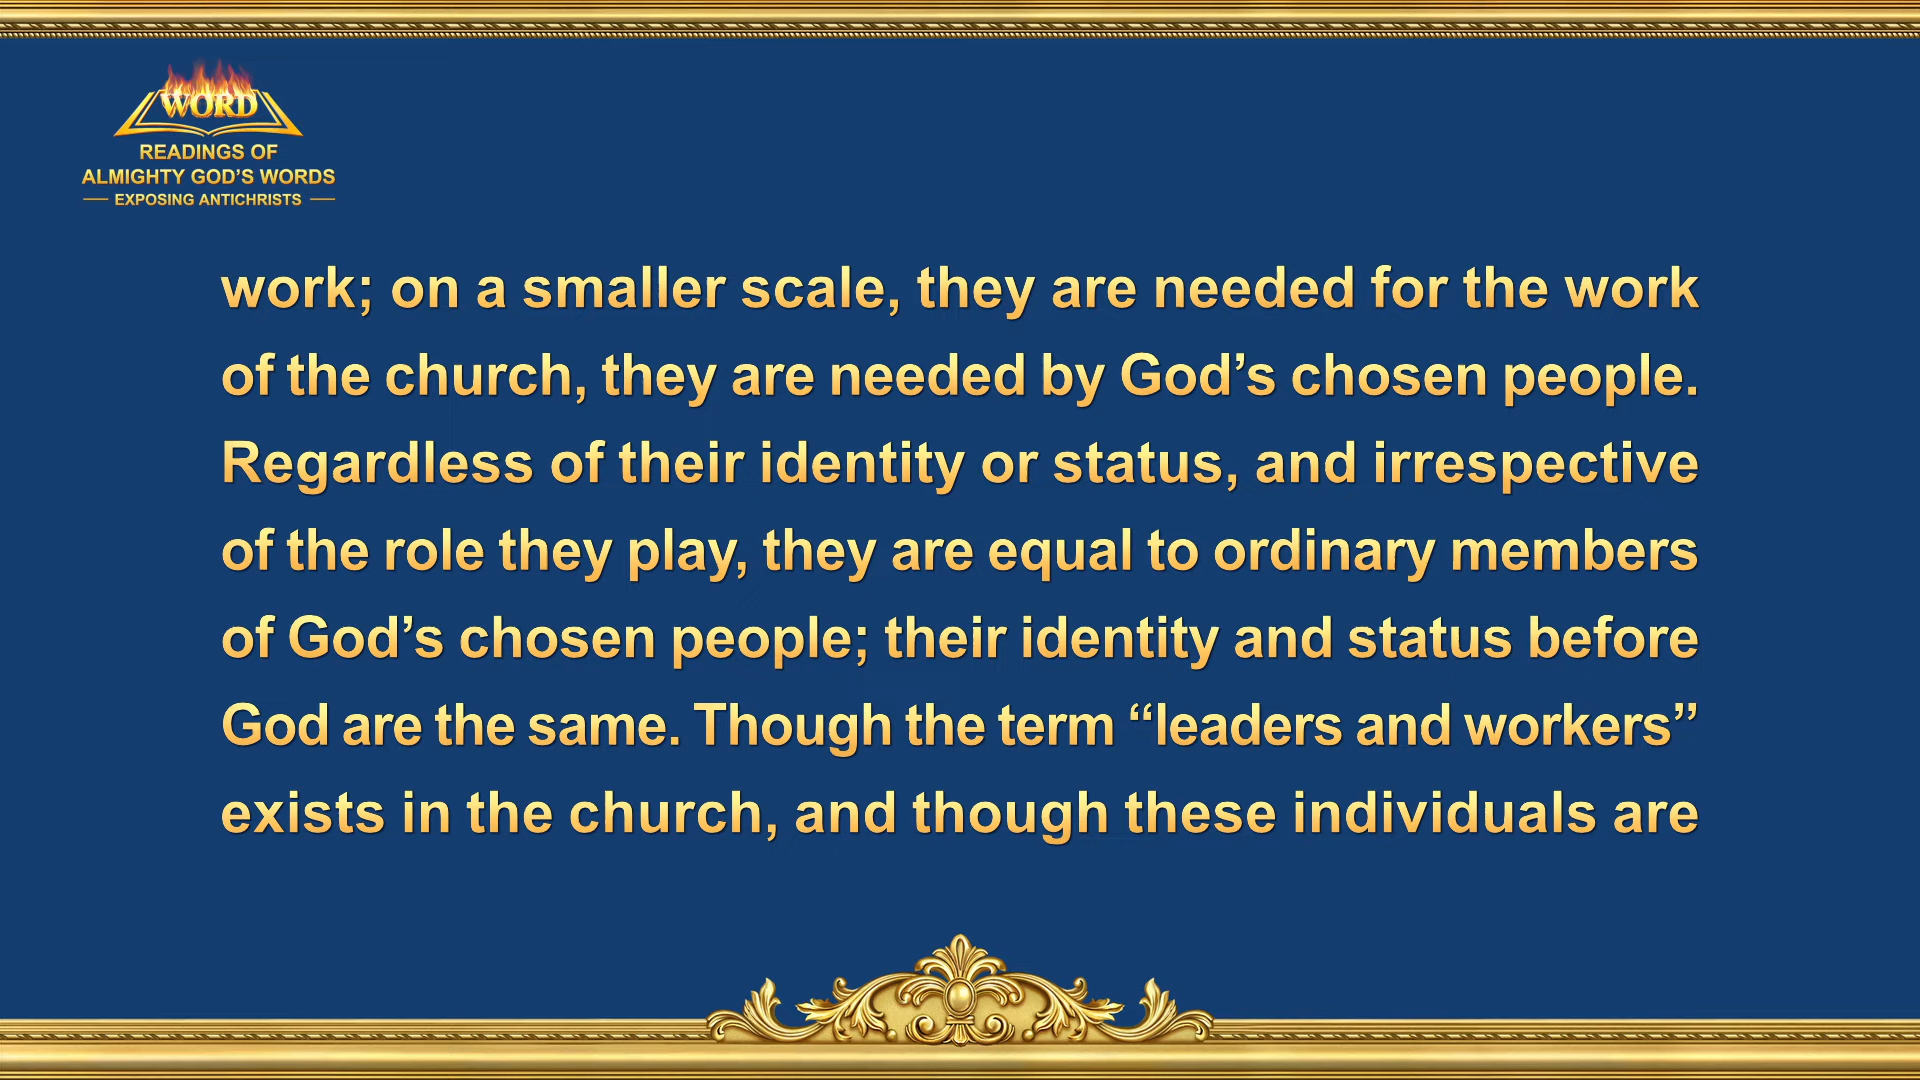 WORD
READINGS OF
ALMIGHTY GOD’S WORDS
EXPOSING ANTICHRISTS
work; on a smaller scale, they are needed for the work
of the church, they are needed by God’s chosen people.
Regardless of their identity or status, and irrespective
of the role they play, they are equal to ordinary members
of God’s chosen people; their identity and status before
God are the same. Though the term “leaders and workers”
exists in the church, and though these individuals are